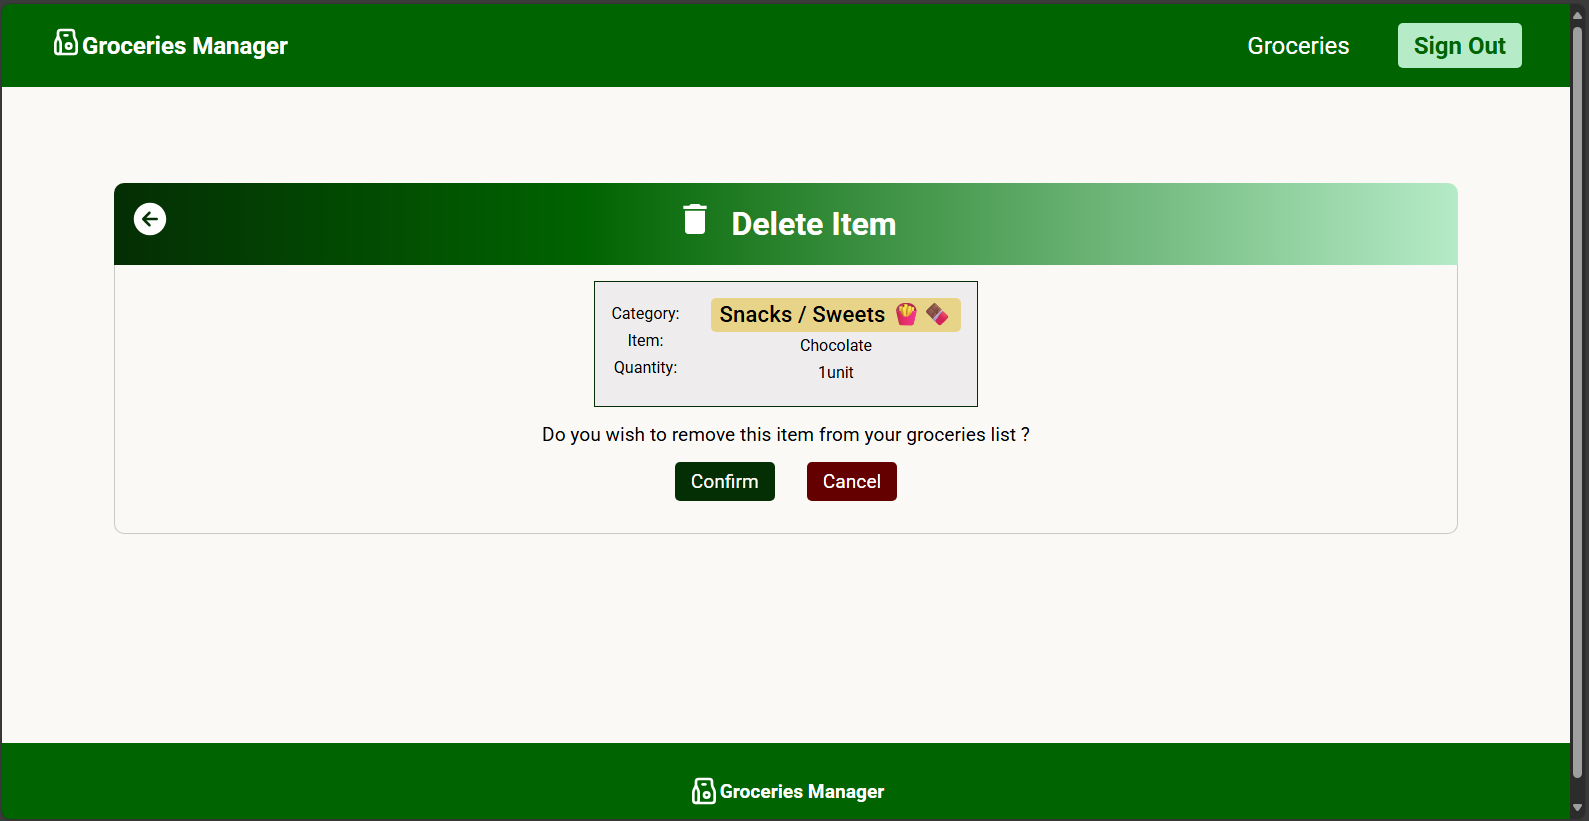 Groceries Manager
Groceries
Sign Out
Delete Item
Category: Snacks / Sweets 🍟 🍫
Item: Chocolate
Quantity: 1unit
Do you wish to remove this item from your groceries list ?
Confirm
Cancel
Groceries Manager